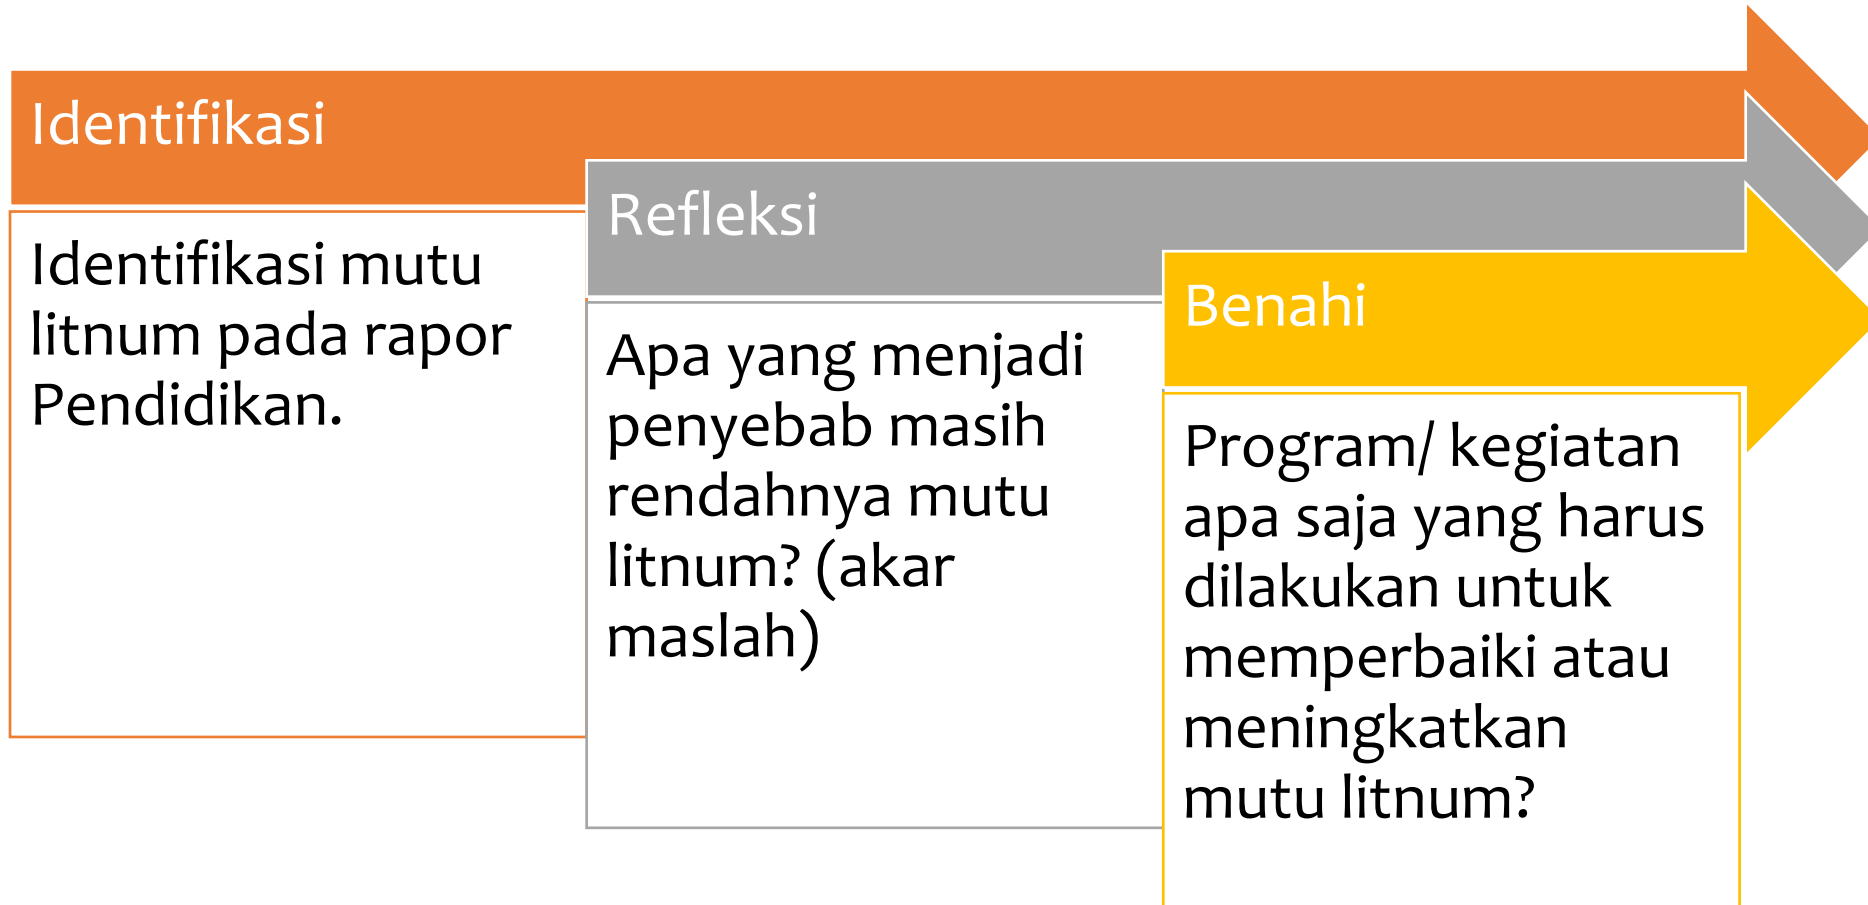 Identifikasi
Identifikasi mutu
litnum pada rapor
Pendidikan.
Refleksi
Apa yang menjadi
penyebab masih
rendahnya mutu
litnum? (akar
maslah)
Benahi
Program/ kegiatan
apa saja yang harus
dilakukan untuk
memperbaiki atau
meningkatkan
mutu litnum?